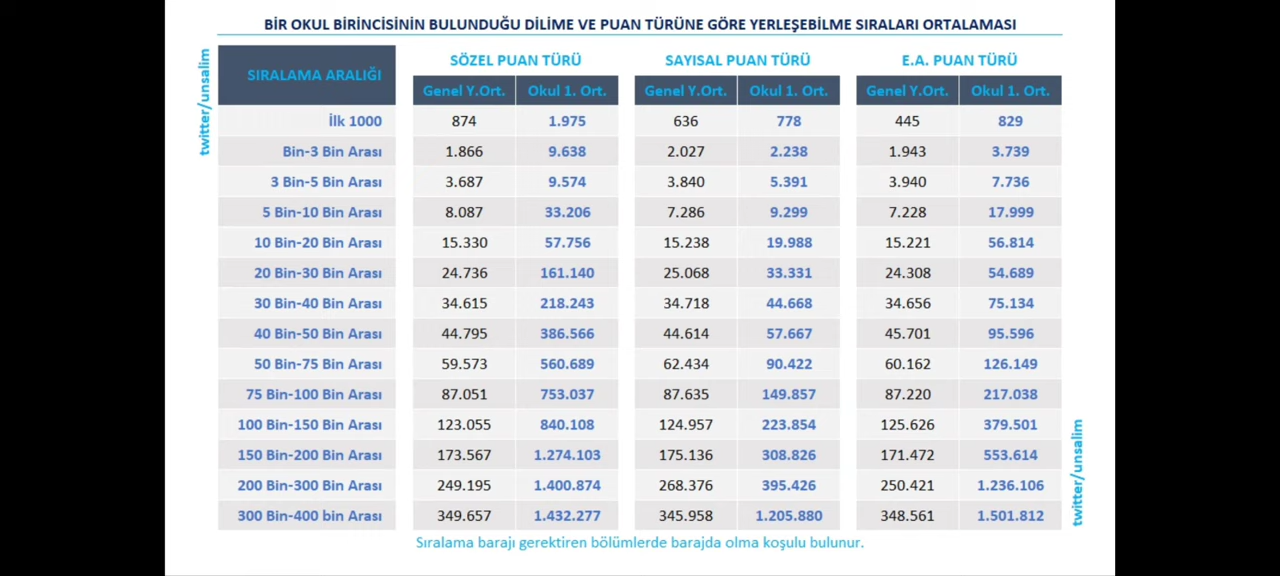 BİR OKUL BİRİNCİSİNİN BULUNDUĞU DİLİME VE PUAN TÜRÜNE GÖRE YERLEŞEBİLME SIRALARI ORTALAMASI
twitter/unsalim
SIRALAMA ARALIĞI SÖZEL PUAN TÜRÜ SAYISAL PUAN TÜRÜ E.A. PUAN TÜRÜ
Genel Y.Ort. Okul 1. Ort. Genel Y.Ort. Okul 1. Ort. Genel Y.Ort. Okul 1. Ort.
İlk 1000 874 1.975 636 778 445 829
Bin-3 Bin Arası 1.866 9.638 2.027 2.238 1.943 3.739
3 Bin-5 Bin Arası 3.687 9.574 3.840 5.391 3.940 7.736
5 Bin-10 Bin Arası 8.087 33.206 7.286 9.299 7.228 17.999
10 Bin-20 Bin Arası 15.330 57.756 15.238 19.988 15.221 56.814
20 Bin-30 Bin Arası 24.736 161.140 25.068 33.331 24.308 54.689
30 Bin-40 Bin Arası 34.615 218.243 34.718 44.668 34.656 75.134
40 Bin-50 Bin Arası 44.795 386.566 44.614 57.667 45.701 95.596
50 Bin-75 Bin Arası 59.573 560.689 62.434 90.422 60.162 126.149
75 Bin-100 Bin Arası 87.051 753.037 87.635 149.857 87.220 217.038
100 Bin-150 Bin Arası 123.055 840.108 124.957 223.854 125.626 379.501
150 Bin-200 Bin Arası 173.567 1.274.103 175.136 308.826 171.472 553.614
200 Bin-300 Bin Arası 249.195 1.400.874 268.376 395.426 250.421 1.236.106
300 Bin-400 bin Arası 349.657 1.432.277 345.958 1.205.880 348.561 1.501.812
twitter/unsalim
Sıralama barajı gerektiren bölümlerde barajda olma koşulu bulunur.